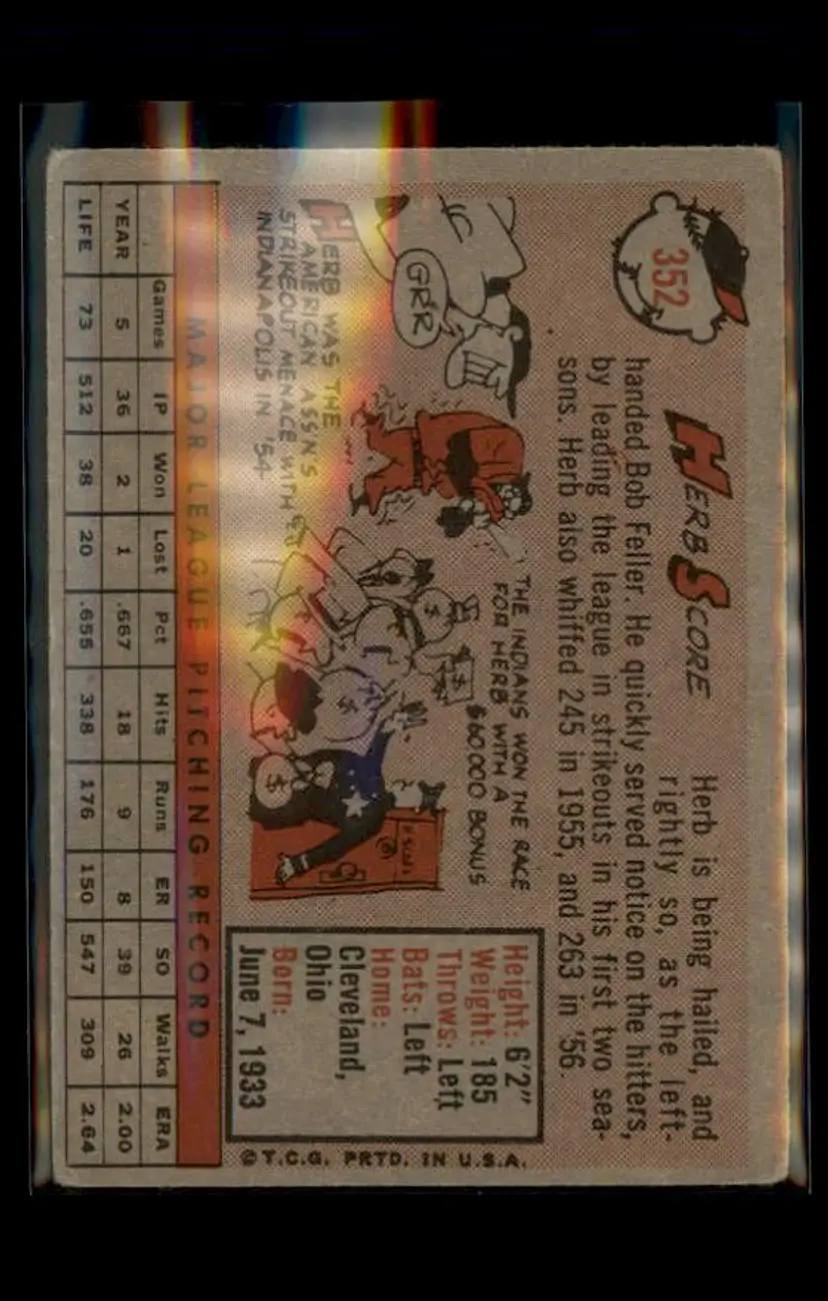 352
HERB SCORE
Herb is being hailed, and
rightly so, as the left-
handed Bob Feller. He quickly served notice on the hitters,
by leading the league in strikeouts in his first two sea-
sons. Herb also whiffed 245 in 1955, and 263 in '56.
GRR
HERB WAS THE
AMERICAN ASS'N'S
STRIKEOUT MENACE WITH
INDIANAPOLIS IN '54
THE INDIANS WON THE RACE
FOR HERB WITH A
$60000 BONUS
Height: 6'2"
Weight: 185
Throws: Left
Bats: Left
Home:
Cleveland,
Ohio
Born:
June 7, 1933
© T.C.G. PRTD. IN U.S.A.
MAJOR LEAGUE PITCHING RECORD
Games IP Won Lost Pct Hits Runs ER SO Walks ERA
YEAR 5 36 2 1 .667 18 9 8 39 26 2.00
LIFE 73 512 38 20 .655 338 176 150 547 309 2.64